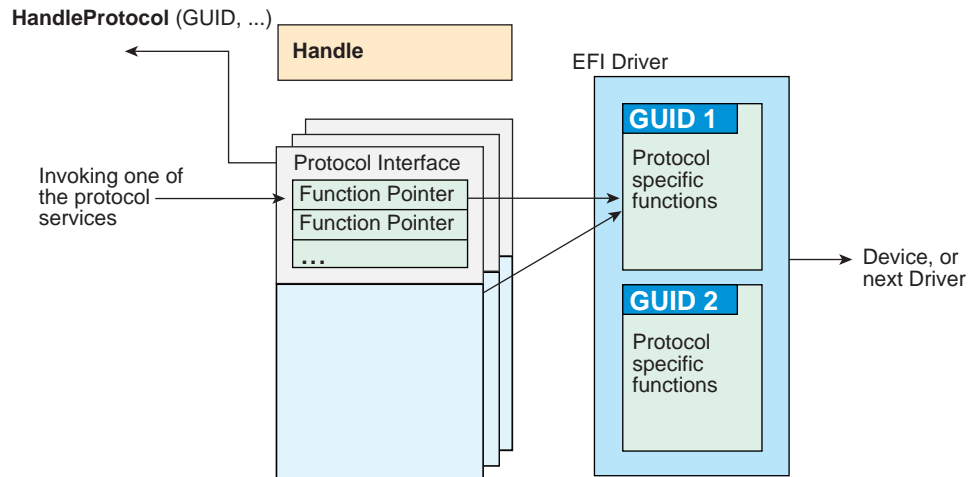 HandleProtocol (GUID, ...)
Handle
EFI Driver
GUID 1
Protocol
specific
functions
Protocol Interface
Function Pointer
Function Pointer
...
Invoking one of
the protocol
services
Device, or
next Driver
GUID 2
Protocol
specific
functions